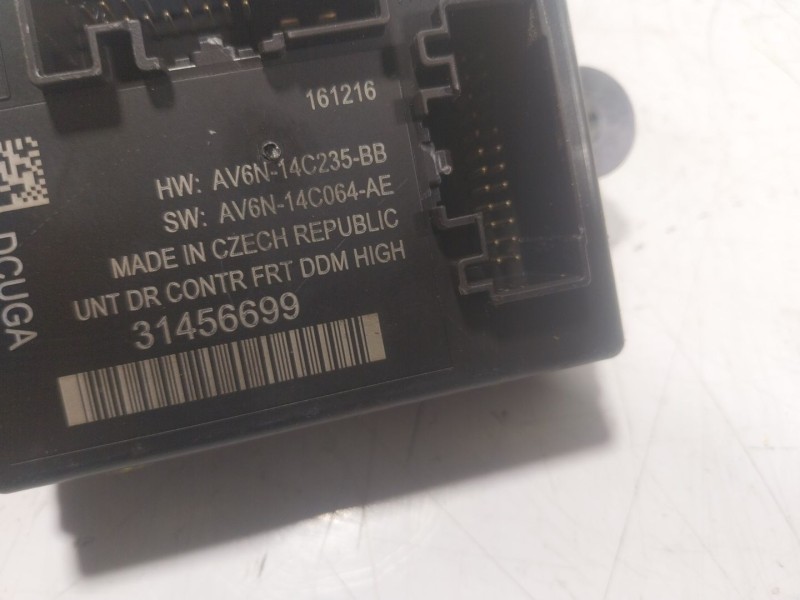 161216
HW: AV6N-14C235-BB
SW: AV6N-14C064-AE
MADE IN CZECH REPUBLIC
UNT DR CONTR FRT DDM HIGH
31456699
DCUGA